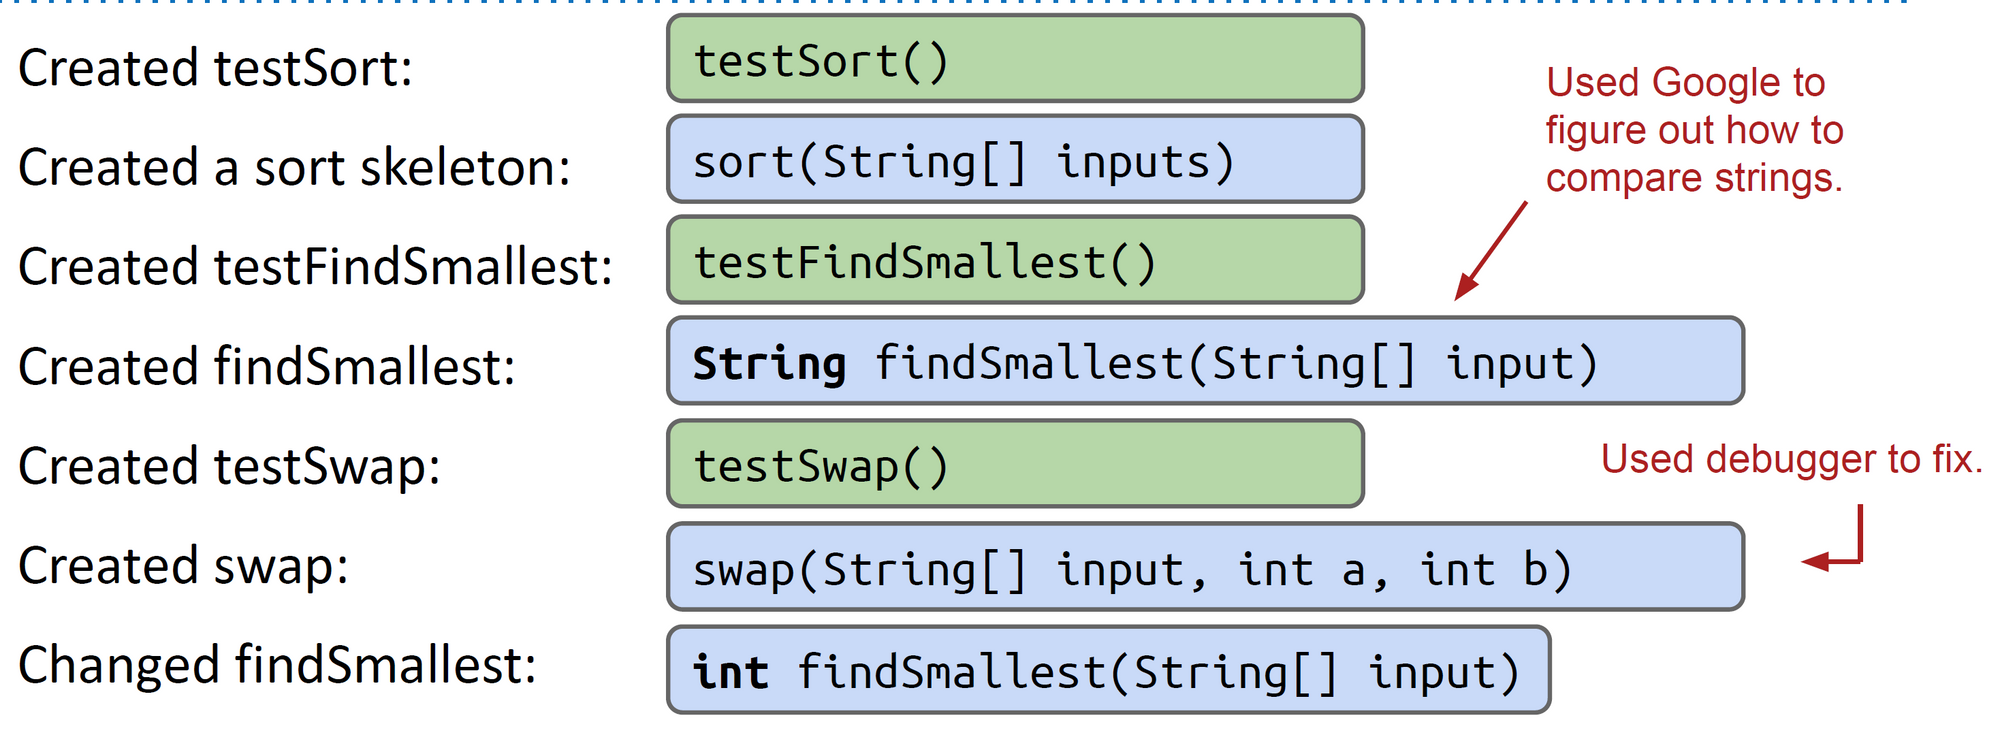 Created testSort:
testSort()
Created a sort skeleton:
sort(String[] inputs)
Used Google to
figure out how to
compare strings.
Created testFindSmallest:
testFindSmallest()
Created findSmallest:
String findSmallest(String[] input)
Created testSwap:
testSwap()
Used debugger to fix.
Created swap:
swap(String[] input, int a, int b)
Changed findSmallest:
int findSmallest(String[] input)